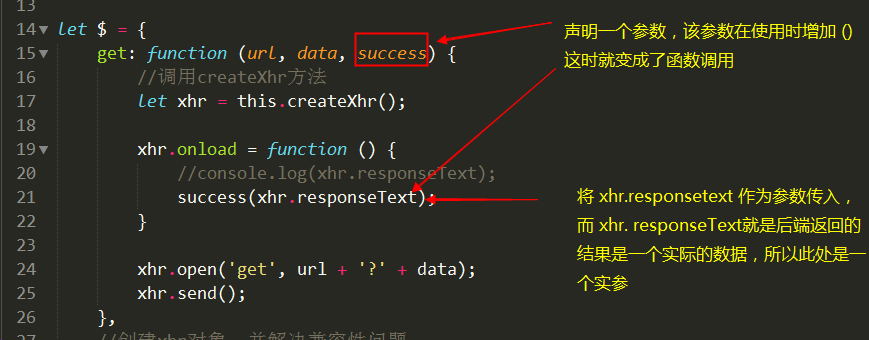 13
14 let $ = {
15 get: function (url, data, success) {
16 //调用createXhr方法
17 let xhr = this.createXhr();
18
19 xhr.onload = function () {
20 //console.log(xhr.responseText);
21 success(xhr.responseText);
22 }
23
24 xhr.open('get', url + '?' + data);
25 xhr.send();
26 },
声明一个参数，该参数在使用时增加 ()
这时就变成了函数调用
将 xhr.responsetext 作为参数传入，
而 xhr. responseText就是后端返回的
结果是一个实际的数据，所以此处是一
个实参